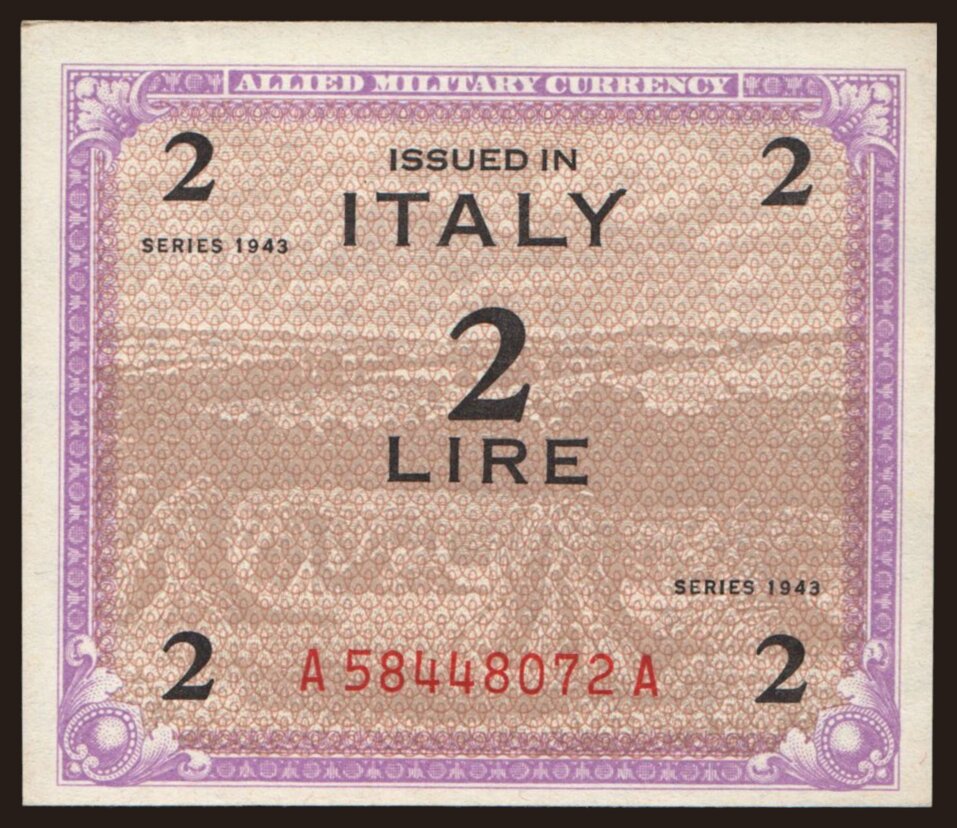 ALLIED MILITARY CURRENCY
2 ISSUED IN 2
SERIES 1943 ITALY
2
LIRE
SERIES 1943
2 A 58448072 A 2